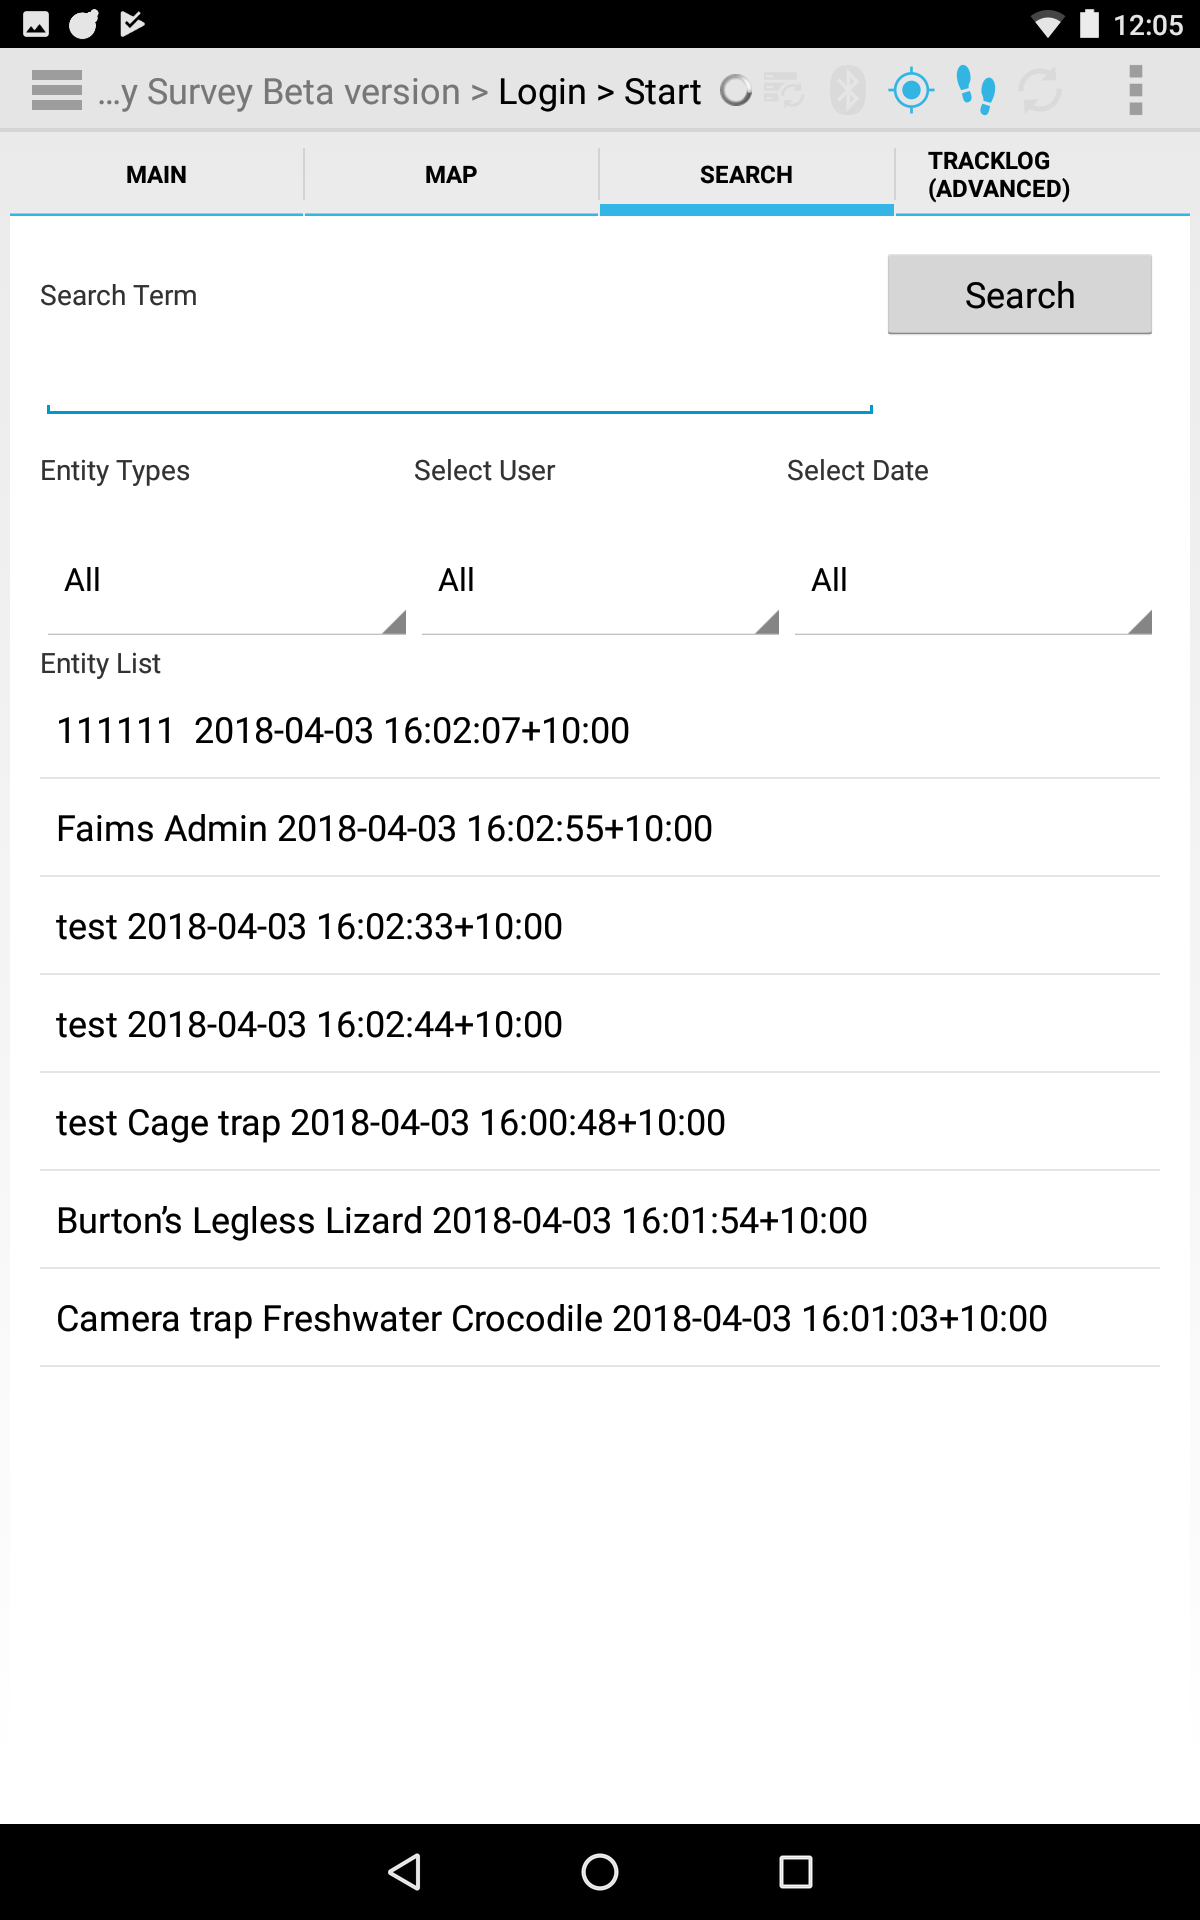 12:05
…y Survey Beta version > Login > Start
MAIN
MAP
SEARCH
TRACKLOG
(ADVANCED)
Search Term
Search
Entity Types
Select User
Select Date
All
All
All
Entity List
111111  2018-04-03 16:02:07+10:00
Faims Admin 2018-04-03 16:02:55+10:00
test 2018-04-03 16:02:33+10:00
test 2018-04-03 16:02:44+10:00
test Cage trap 2018-04-03 16:00:48+10:00
Burton’s Legless Lizard 2018-04-03 16:01:54+10:00
Camera trap Freshwater Crocodile 2018-04-03 16:01:03+10:00